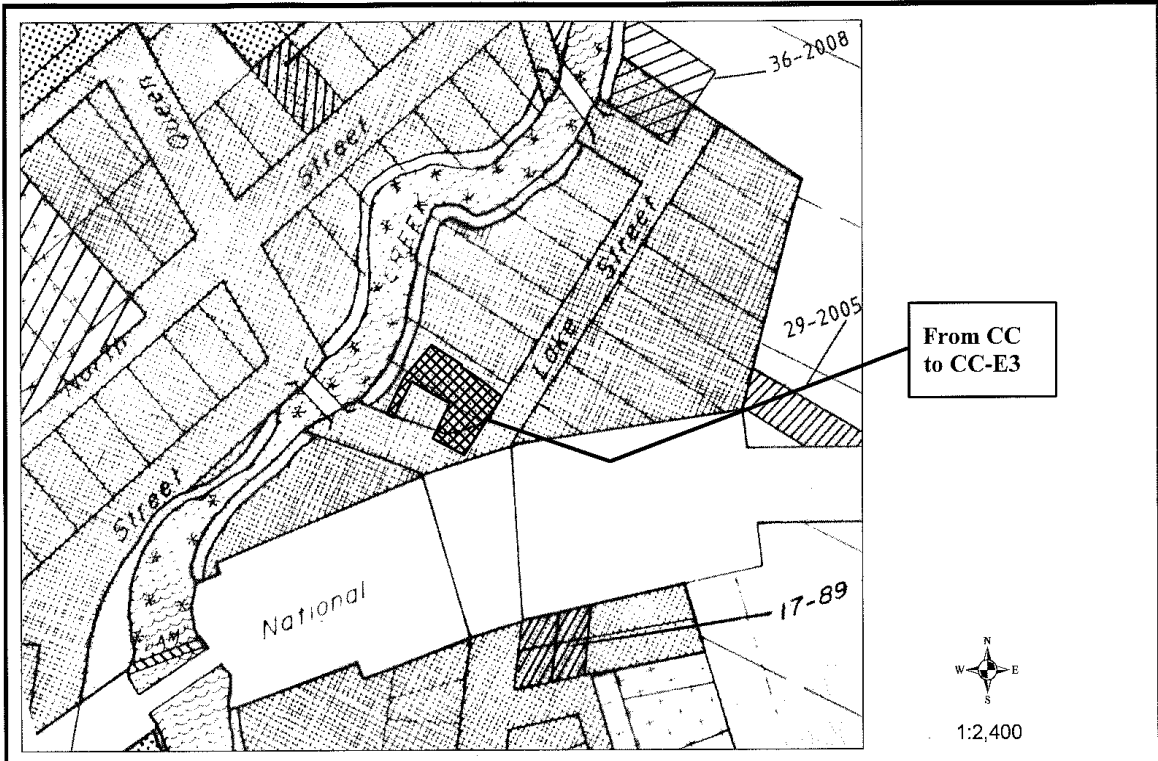 36-2008
Queen
Street
CREEK
Lake Street
29-2005
From CC
to CC-E3
North
Street
National
17-89
N
W E
S
1:2,400